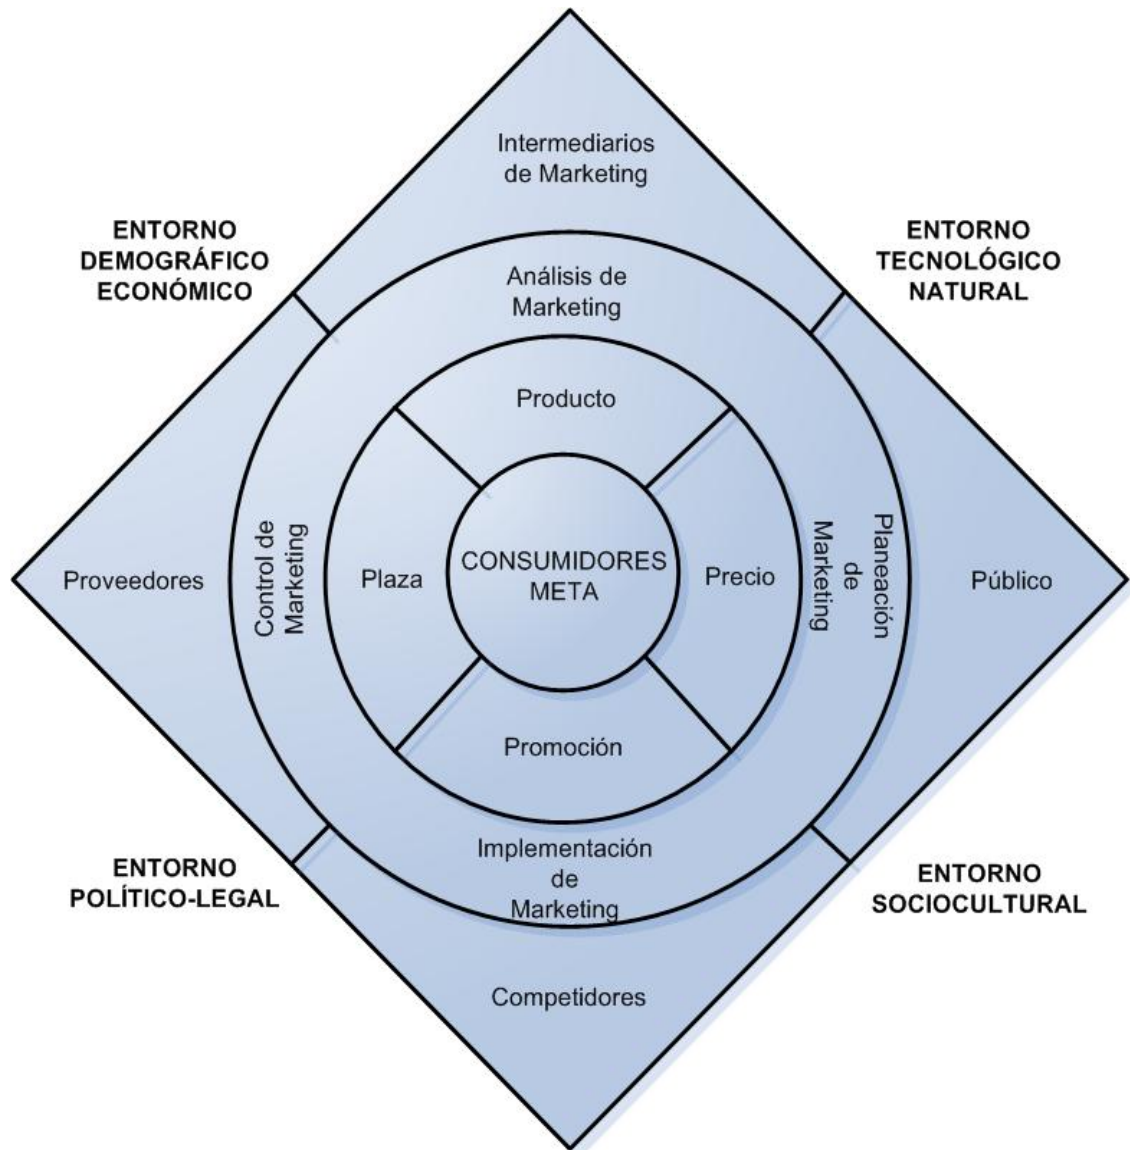 Intermediarios
de Marketing
ENTORNO
DEMOGRÁFICO
ECONÓMICO
ENTORNO
TECNOLÓGICO
NATURAL
Análisis de
Marketing
Producto
Proveedores
Control de
Marketing
Plaza
CONSUMIDORES
META
Precio
Planeación
de
Marketing
Público
Promoción
Implementación
de
Marketing
ENTORNO
POLÍTICO-LEGAL
ENTORNO
SOCIOCULTURAL
Competidores